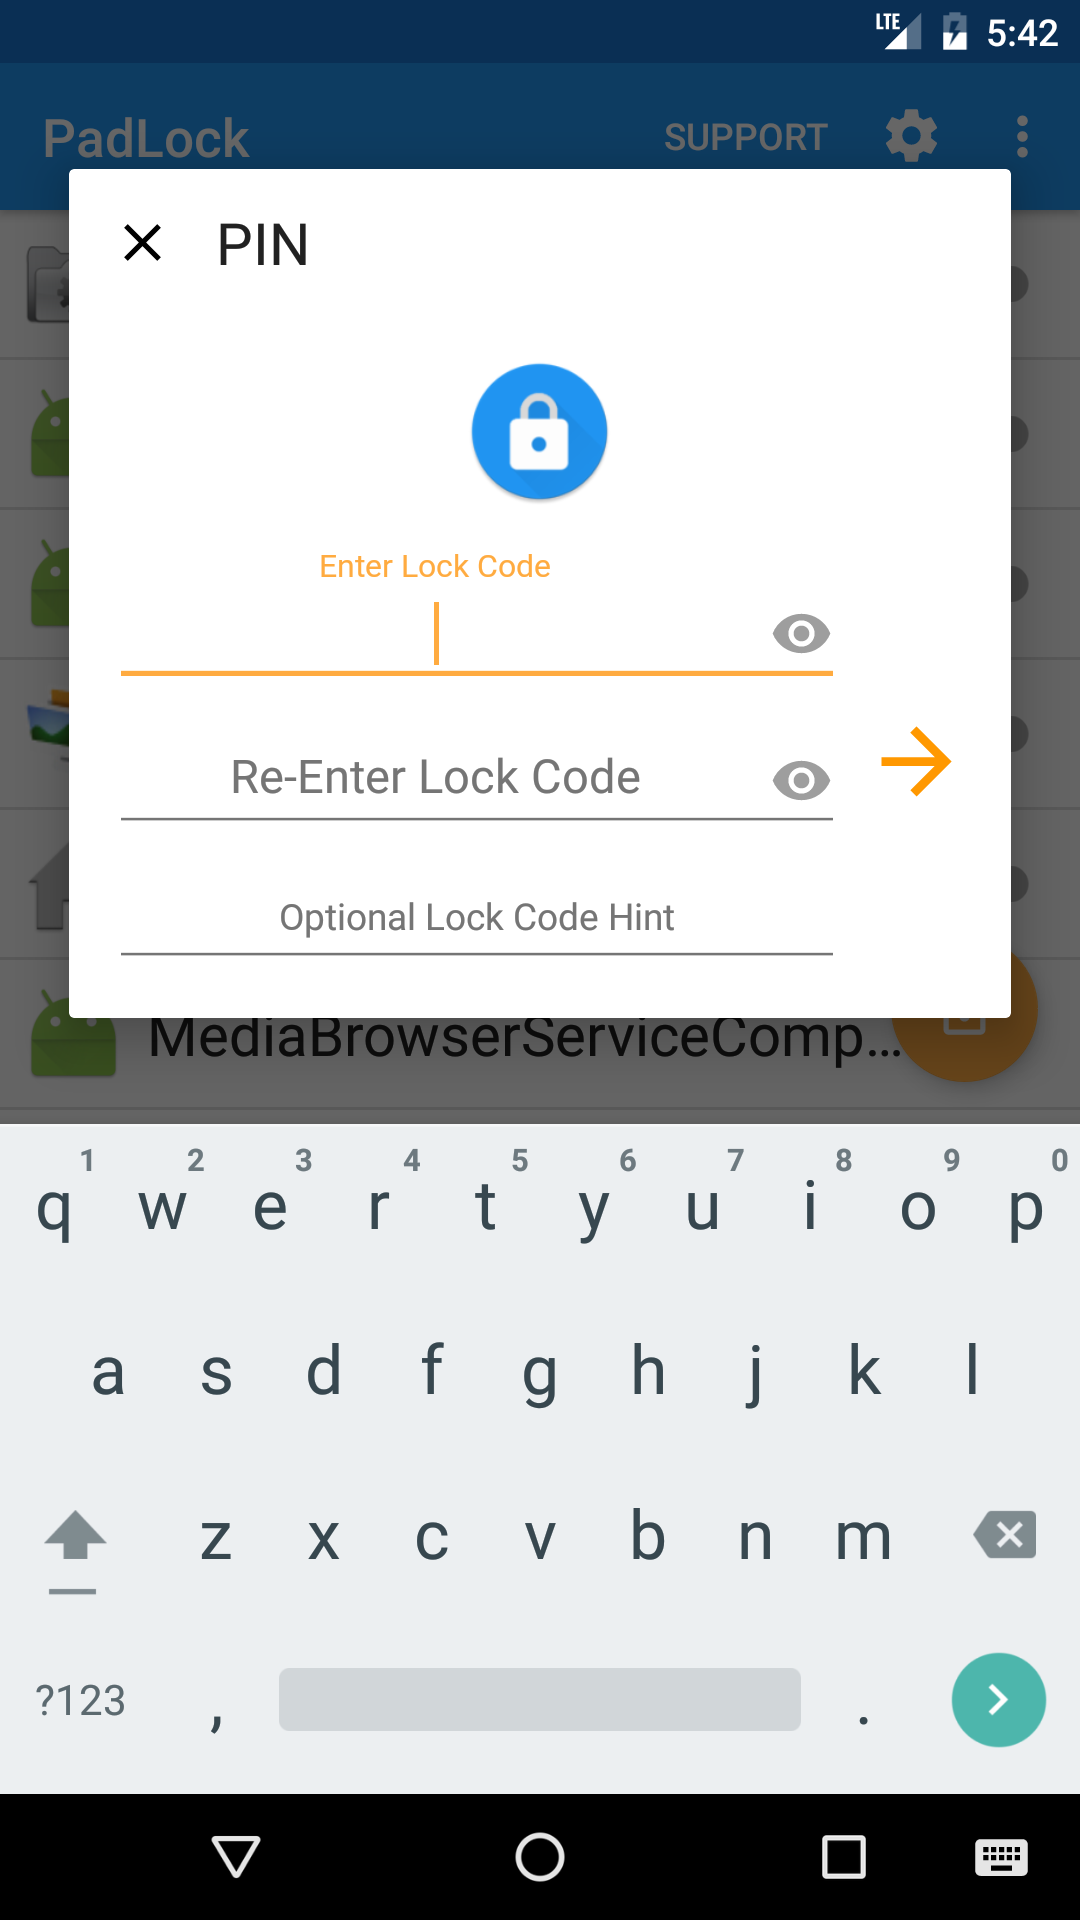 LTE 5:42
PadLock SUPPORT
PIN
Enter Lock Code
Re-Enter Lock Code
Optional Lock Code Hint
MediaBrowserServiceComp...
1 2 3 4 5 6 7 8 9 0
q w e r t y u i o p
a s d f g h j k l
z x c v b n m
?123 , .